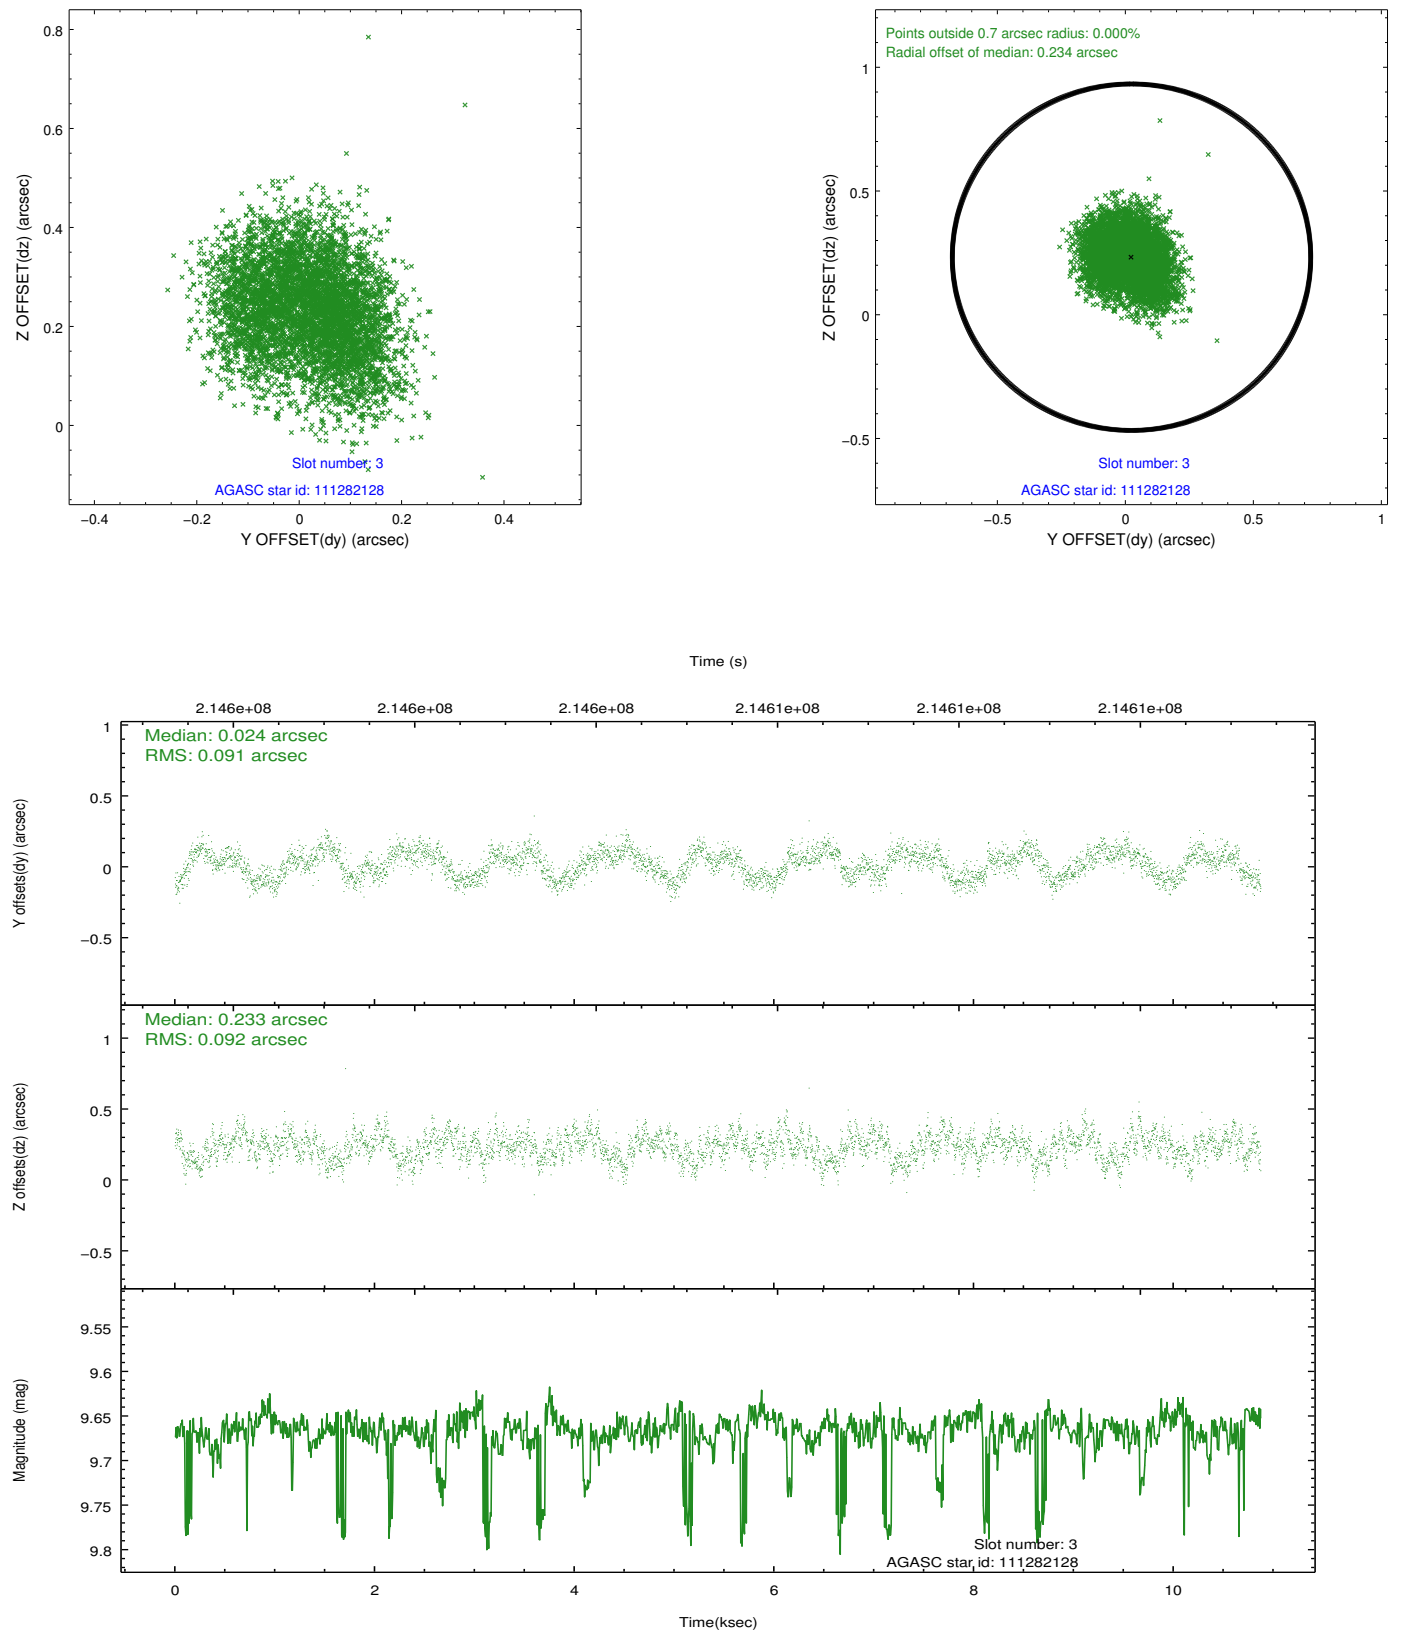 0.8
0.6
0.4
0.2
0
Z OFFSET(dz) (arcsec)
Slot number: 3
AGASC star id: 111282128
−0.4 −0.2 0 0.2 0.4
Y OFFSET(dy) (arcsec)
Points outside 0.7 arcsec radius: 0.000%
Radial offset of median: 0.234 arcsec
1
0.5
0
−0.5
Z OFFSET(dz) (arcsec)
Slot number: 3
AGASC star id: 111282128
−0.5 0 0.5 1
Y OFFSET(dy) (arcsec)
Time (s)
2.146e+08 2.146e+08 2.146e+08 2.1461e+08 2.1461e+08 2.1461e+08
Median: 0.024 arcsec
RMS: 0.091 arcsec
1
0.5
0
−0.5
Y offsets(dy) (arcsec)
Median: 0.233 arcsec
RMS: 0.092 arcsec
1
0.5
0
−0.5
Z offsets(dz) (arcsec)
9.55
9.6
9.65
9.7
9.75
9.8
Magnitude (mag)
Slot number: 3
AGASC star id: 111282128
0 2 4 6 8 10
Time(ksec)